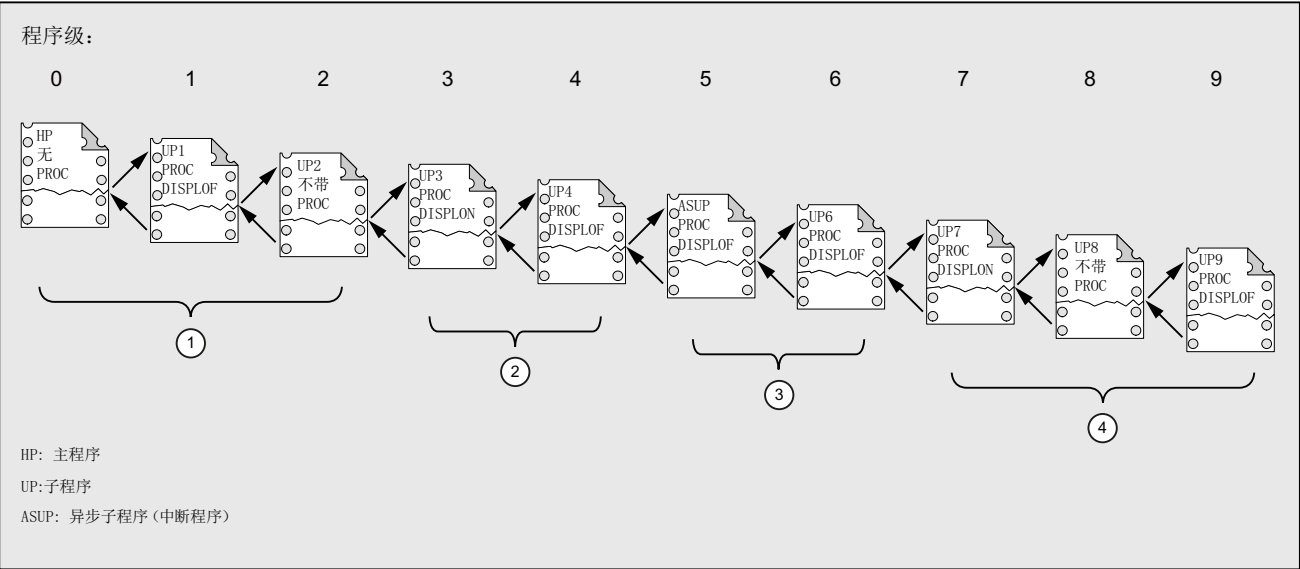 程序级：
0 1 2 3 4 5 6 7 8 9
HP
无
PROC
UP1
PROC
DISPLOF
UP2
不带
PROC
UP3
PROC
DISPLON
UP4
PROC
DISPLOF
ASUP
PROC
DISPLOF
UP6
PROC
DISPLOF
UP7
PROC
DISPLON
UP8
不带
PROC
UP9
PROC
DISPLOF
1
2
3
4
HP: 主程序
UP:子程序
ASUP: 异步子程序(中断程序)